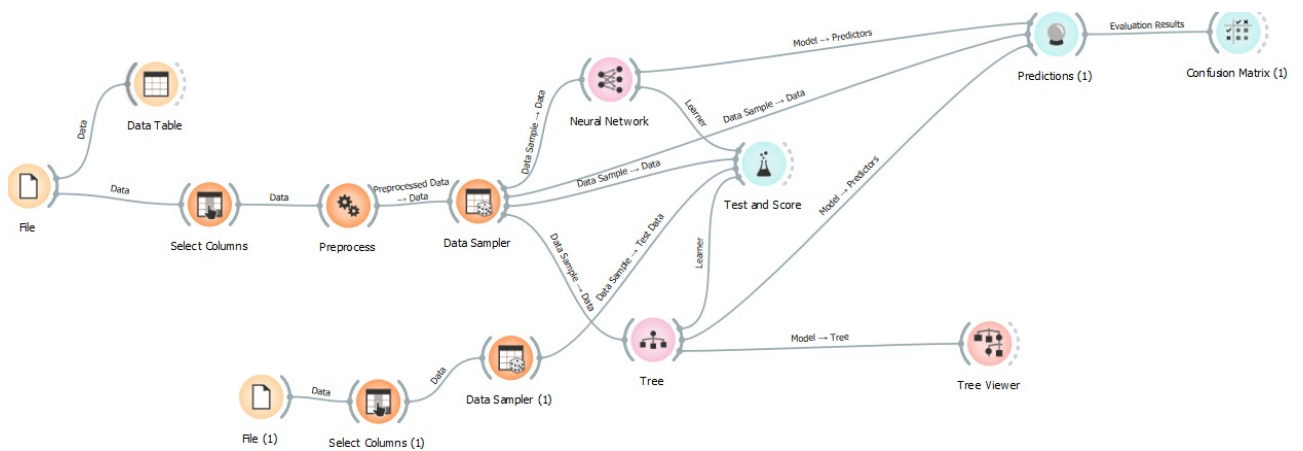 Model → Predictors
Evaluation Results
Predictions (1)
Confusion Matrix (1)
Data
Data Table
Data Sample → Data
Neural Network
Learner
Data Sample → Data
Data
File
Data
Select Columns
Preprocessed Data
→ Data
Preprocess
Data Sampler
Data Sample → Data
Test and Score
Model → Predictors
Data Sample → Data
Data Sample → Test Data
Learner
Tree
Model → Tree
Tree Viewer
Data
File (1)
Select Columns (1)
Data
Data Sampler (1)